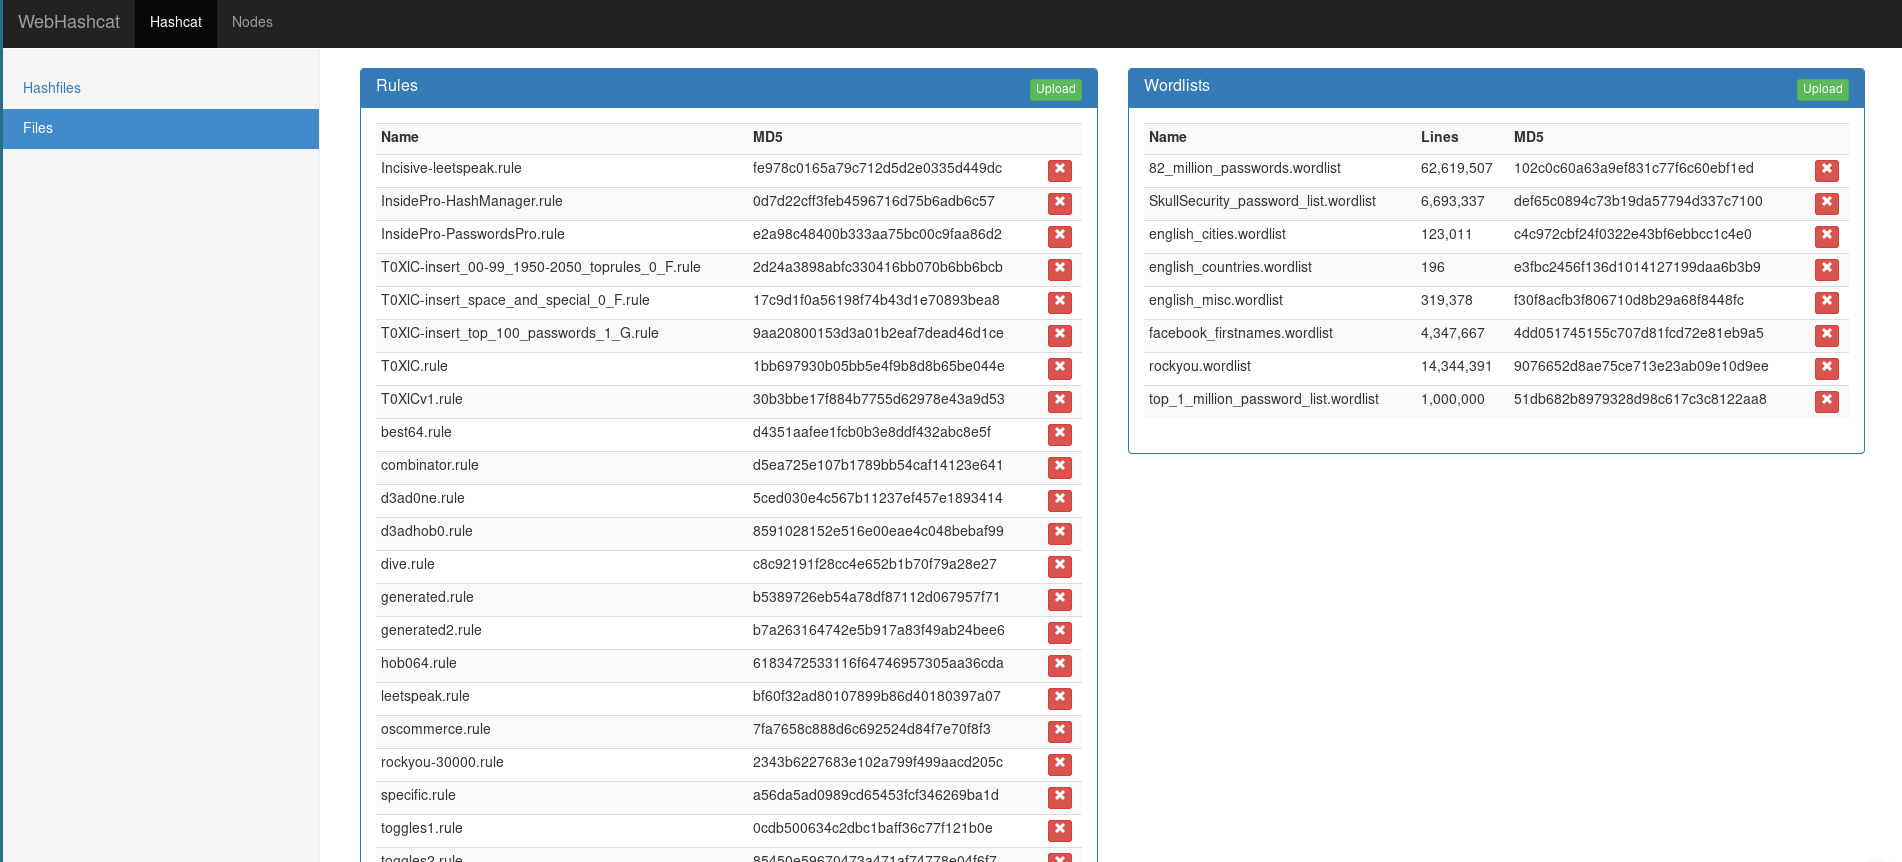 WebHashcat Hashcat Nodes
Hashfiles
Files
Rules Upload
Name MD5
Incisive-leetspeak.rule fe978c0165a79c712d5d2e0335d449dc
InsidePro-HashManager.rule 0d7d22cff3feb4596716d75b6adb6c57
InsidePro-PasswordsPro.rule e2a98c48400b333aa75bc00c9faa86d2
T0XlC-insert_00-99_1950-2050_toprules_0_F.rule 2d24a3898abfc330416bb070b6bb6bcb
T0XlC-insert_space_and_special_0_F.rule 17c9d1f0a56198f74b43d1e70893bea8
T0XlC-insert_top_100_passwords_1_G.rule 9aa20800153d3a01b2eaf7dead46d1ce
T0XlC.rule 1bb697930b05bb5e4f9b8d8b65be044e
T0XlCv1.rule 30b3bbe17f884b7755d62978e43a9d53
best64.rule d4351aafee1fcb0b3e8ddf432abc8e5f
combinator.rule d5ea725e107b1789bb54caf14123e641
d3ad0ne.rule 5ced030e4c567b11237ef457e1893414
d3adhob0.rule 8591028152e516e00eae4c048bebaf99
dive.rule c8c92191f28cc4e652b1b70f79a28e27
generated.rule b5389726eb54a78df87112d067957f71
generated2.rule b7a263164742e5b917a83f49ab24bee6
hob064.rule 6183472533116f64746957305aa36cda
leetspeak.rule bf60f32ad80107899b86d40180397a07
oscommerce.rule 7fa7658c888d6c692524d84f7e70f8f3
rockyou-30000.rule 2343b6227683e102a799f499aacd205c
specific.rule a56da5ad0989cd65453fcf346269ba1d
toggles1.rule 0cdb500634c2dbc1baff36c77f121b0e
toggles2.rule 85450e59670473a471af74778e04f6f7
Wordlists Upload
Name Lines MD5
82_million_passwords.wordlist 62,619,507 102c0c60a63a9ef831c77f6c60ebf1ed
SkullSecurity_password_list.wordlist 6,693,337 def65c0894c73b19da57794d337c7100
english_cities.wordlist 123,011 c4c972cbf24f0322e43bf6ebbcc1c4e0
english_countries.wordlist 196 e3fbc2456f136d1014127199daa6b3b9
english_misc.wordlist 319,378 f30f8acfb3f806710d8b29a68f8448fc
facebook_firstnames.wordlist 4,347,667 4dd051745155c707d81fcd72e81eb9a5
rockyou.wordlist 14,344,391 9076652d8ae75ce713e23ab09e10d9ee
top_1_million_password_list.wordlist 1,000,000 51db682b8979328d98c617c3c8122aa8